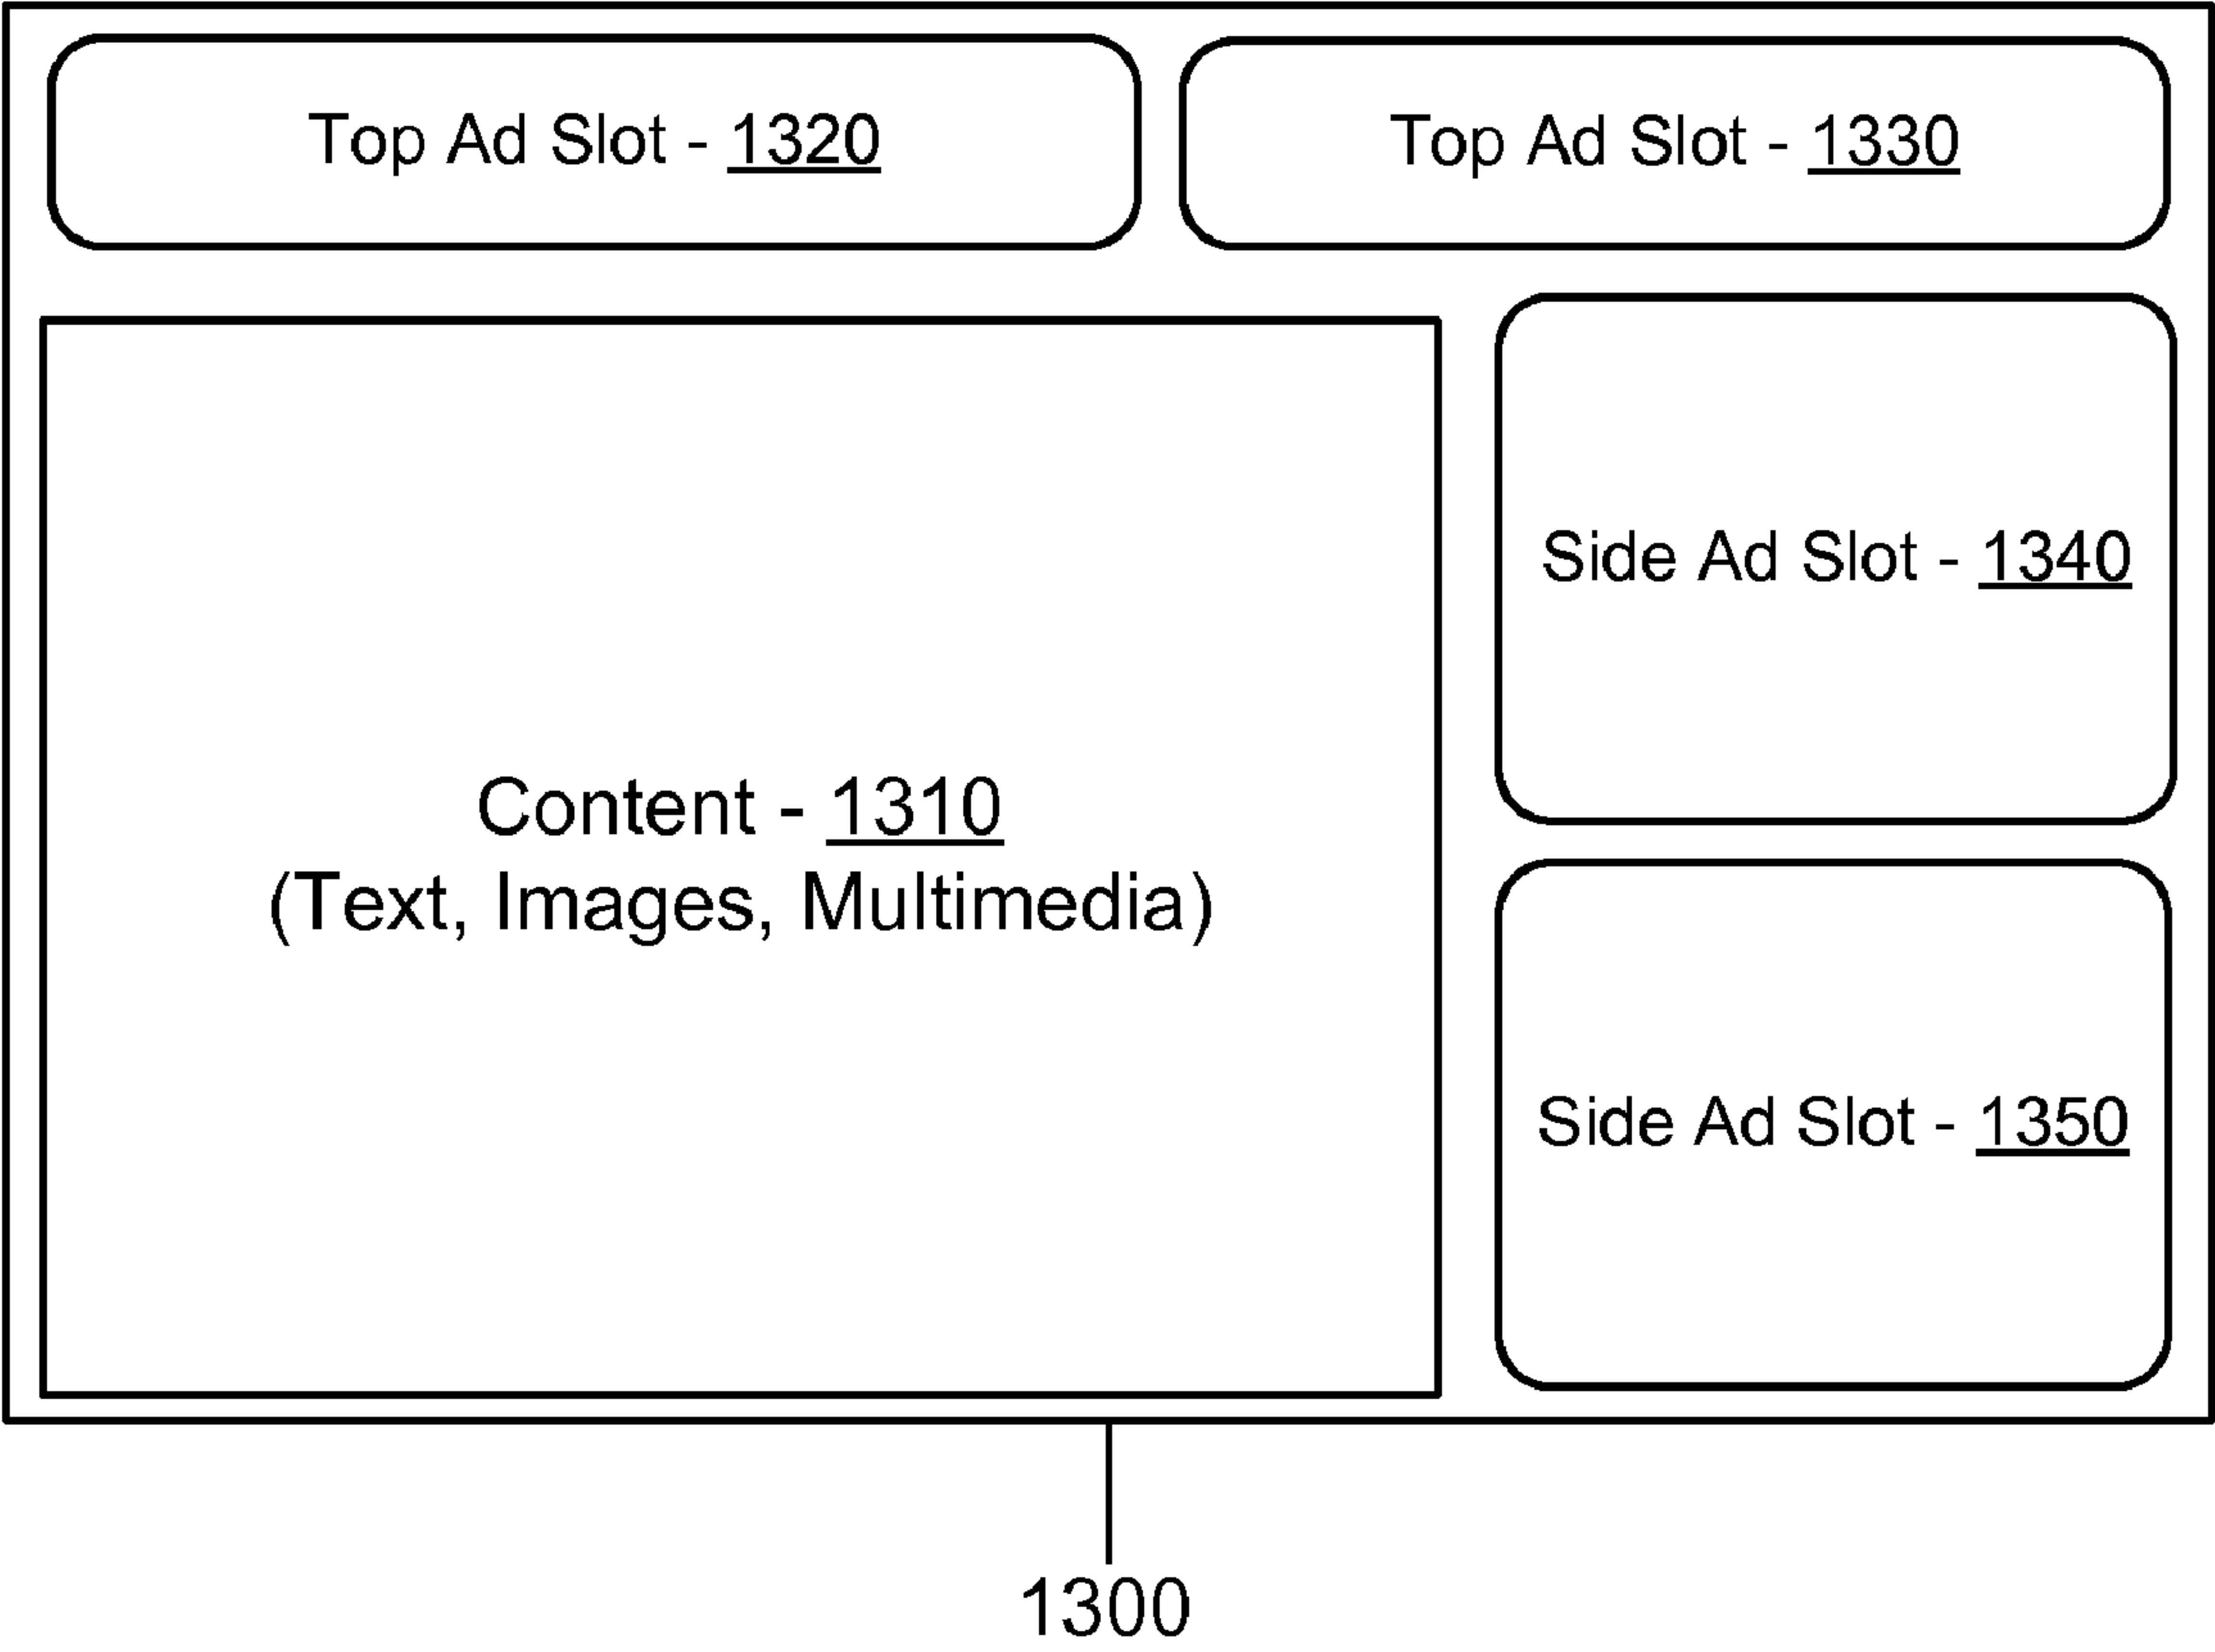 Top Ad Slot - 1320
Top Ad Slot - 1330
Side Ad Slot - 1340
Content - 1310
(Text, Images, Multimedia)
Side Ad Slot - 1350
1300